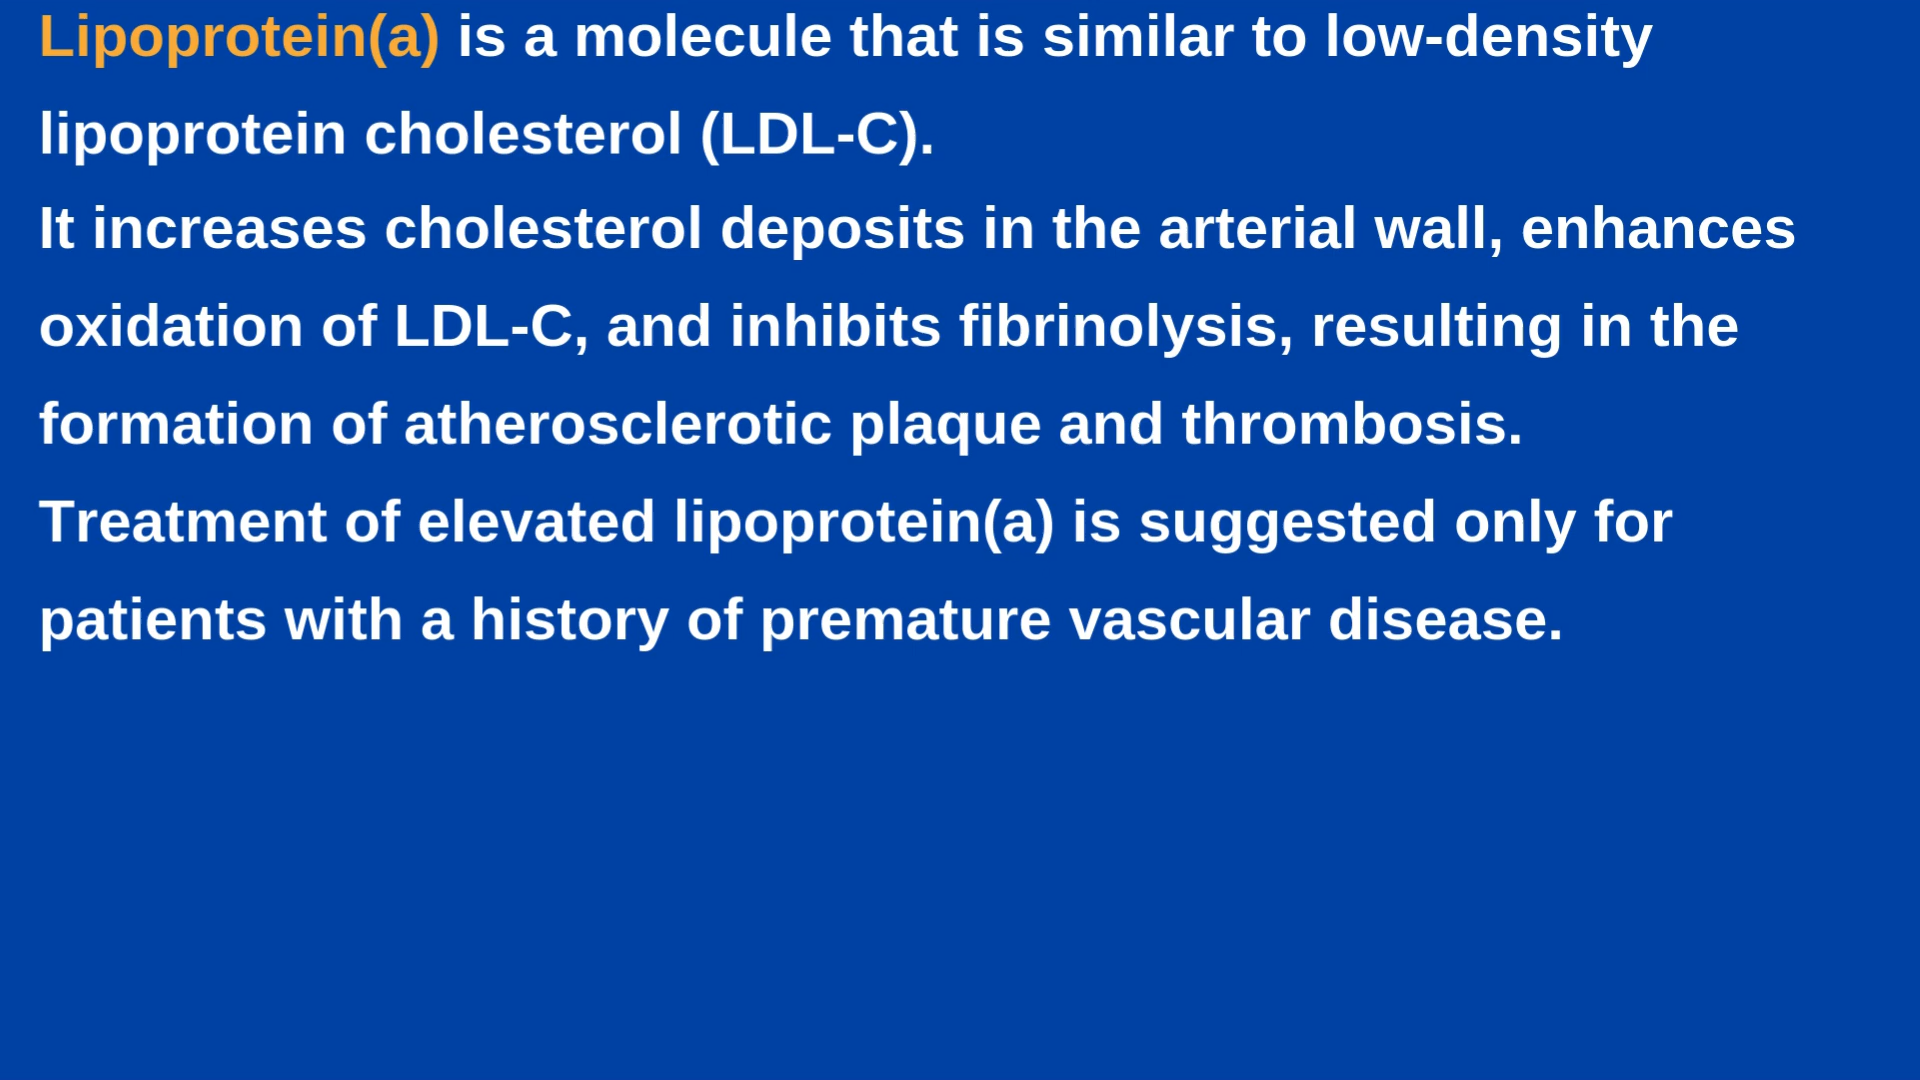 Lipoprotein(a) is a molecule that is similar to low-density
lipoprotein cholesterol (LDL-C).
It increases cholesterol deposits in the arterial wall, enhances
oxidation of LDL-C, and inhibits fibrinolysis, resulting in the
formation of atherosclerotic plaque and thrombosis.
Treatment of elevated lipoprotein(a) is suggested only for
patients with a history of premature vascular disease.